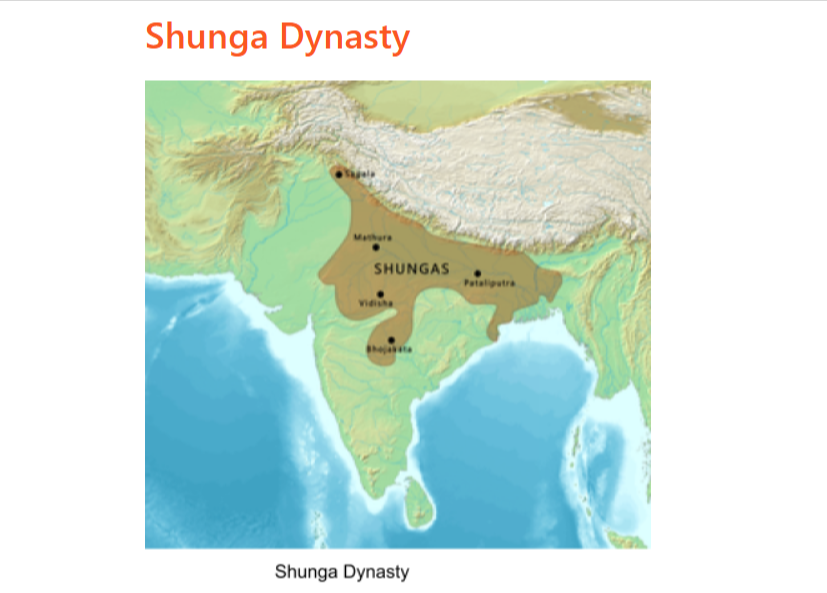 Shunga Dynasty
Sagala
Mathura
SHUNGAS
Pataliputra
Vidisha
Bhojakata
Shunga Dynasty